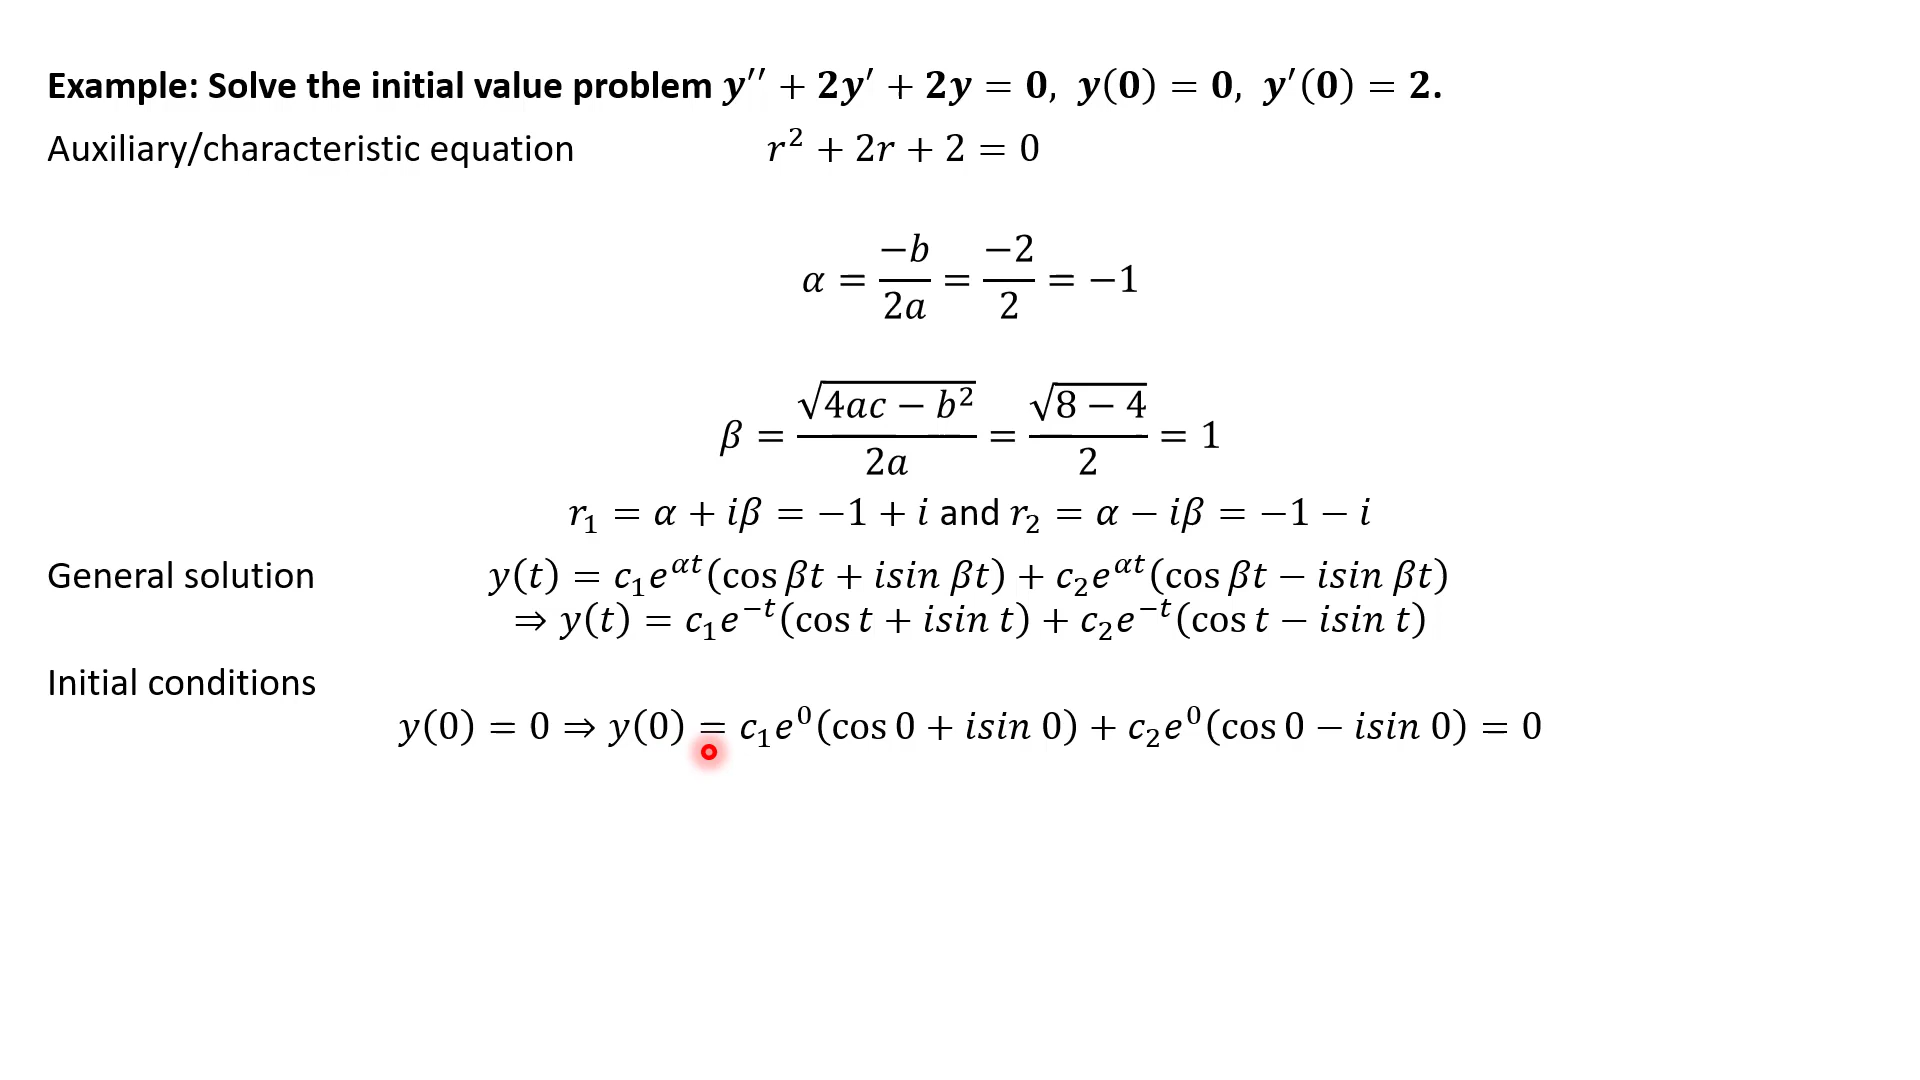 Example: Solve the initial value problem y′′ + 2y′ + 2y = 0, y(0) = 0, y′(0) = 2.
Auxiliary/characteristic equation r² + 2r + 2 = 0
α = −b/2a = −2/2 = −1
β = √(4ac − b²)/2a = √(8 − 4)/2 = 1
r₁ = α + iβ = −1 + i and r₂ = α − iβ = −1 − i
General solution y(t) = c₁e^{αt}(cos βt + isin βt) + c₂e^{αt}(cos βt − isin βt)
⇒ y(t) = c₁e^{−t}(cos t + isin t) + c₂e^{−t}(cos t − isin t)
Initial conditions
y(0) = 0 ⇒ y(0) = c₁e⁰(cos 0 + isin 0) + c₂e⁰(cos 0 − isin 0) = 0